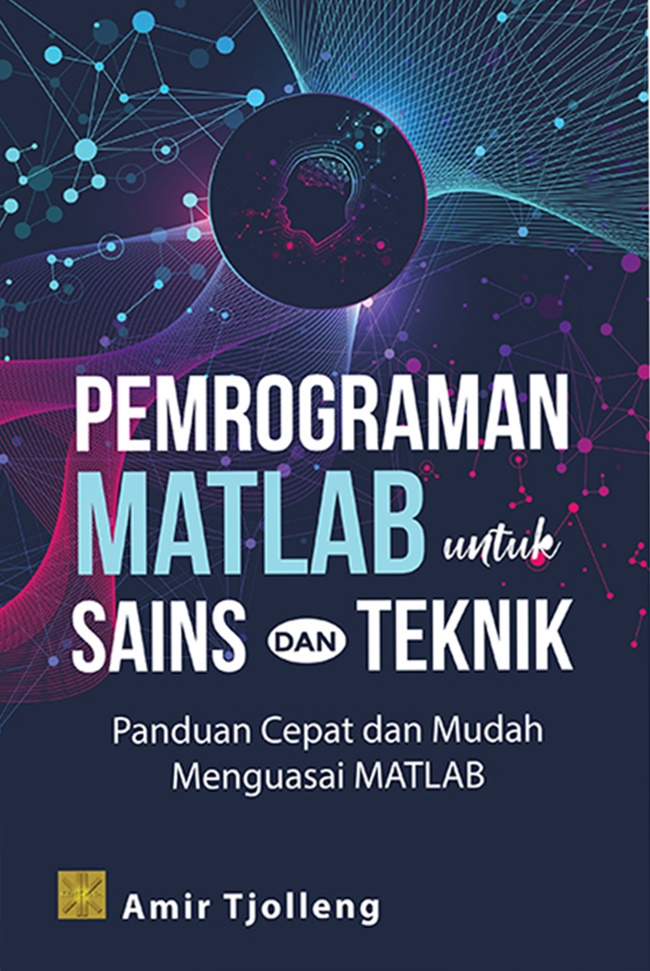 PEMROGRAMAN
MATLAB untuk
SAINS DAN TEKNIK
Panduan Cepat dan Mudah
Menguasai MATLAB
Amir Tjolleng